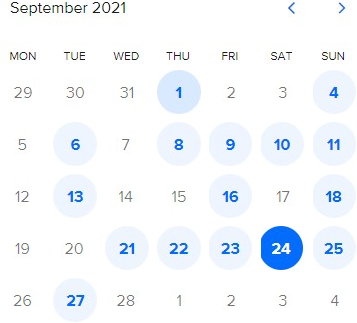 September 2021
MON TUE WED THU FRI SAT SUN
29 30 31 1 2 3 4
5 6 7 8 9 10 11
12 13 14 15 16 17 18
19 20 21 22 23 24 25
26 27 28 1 2 3 4